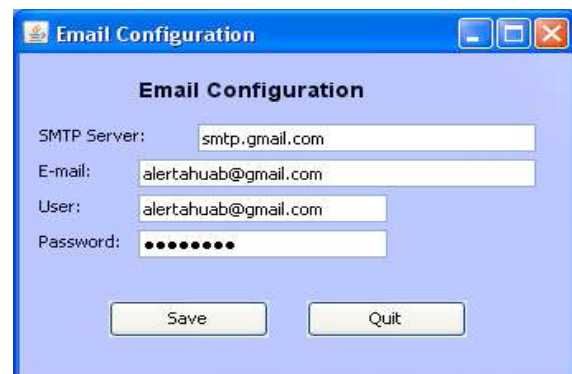 Email Configuration
Email Configuration
SMTP Server: smtp.gmail.com
E-mail: alertahuab@gmail.com
User: alertahuab@gmail.com
Password: ●●●●●●●●
Save Quit